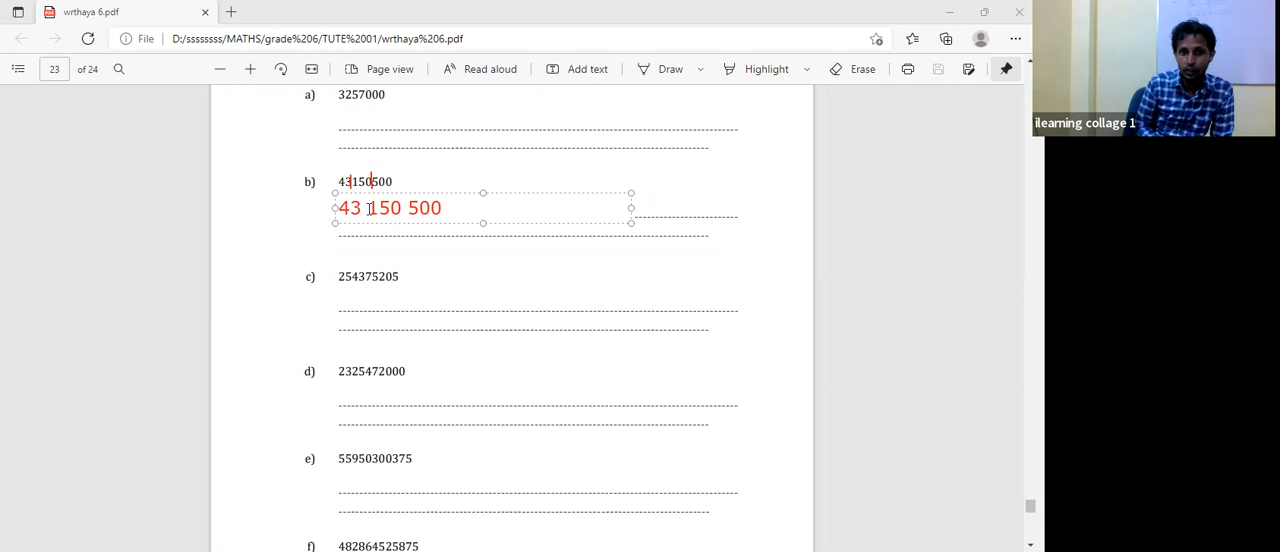 wrthaya 6.pdf
File
D:/ssssssss/MATHS/grade%206/TUTE%2001/wrthaya%206.pdf
23 of 24
Page view
Read aloud
Add text
Draw
Highlight
Erase
ilearning collage 1
a) 3257000
b) 43150500
43 150 500
c) 254375205
d) 2325472000
e) 55950300375
f) 482864525875